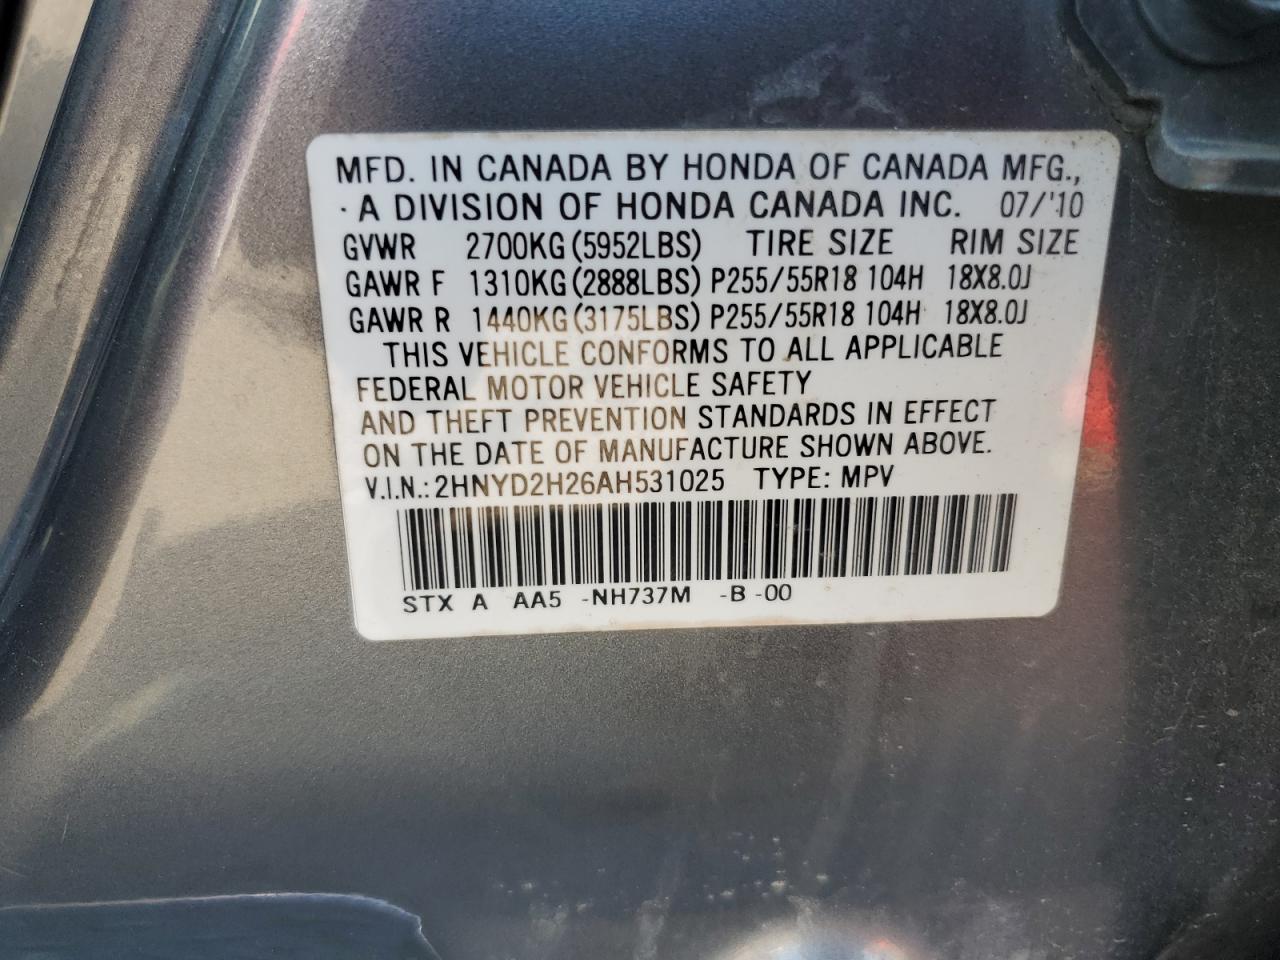 MFD. IN CANADA BY HONDA OF CANADA MFG.,
· A DIVISION OF HONDA CANADA INC. 07/'10
GVWR 2700KG (5952LBS) TIRE SIZE RIM SIZE
GAWR F 1310KG (2888LBS) P255/55R18 104H 18X8.0J
GAWR R 1440KG (3175LBS) P255/55R18 104H 18X8.0J
THIS VEHICLE CONFORMS TO ALL APPLICABLE
FEDERAL MOTOR VEHICLE SAFETY
AND THEFT PREVENTION STANDARDS IN EFFECT
ON THE DATE OF MANUFACTURE SHOWN ABOVE.
V.I.N.: 2HNYD2H26AH531025 TYPE: MPV
STX A AA5 -NH737M -B -00